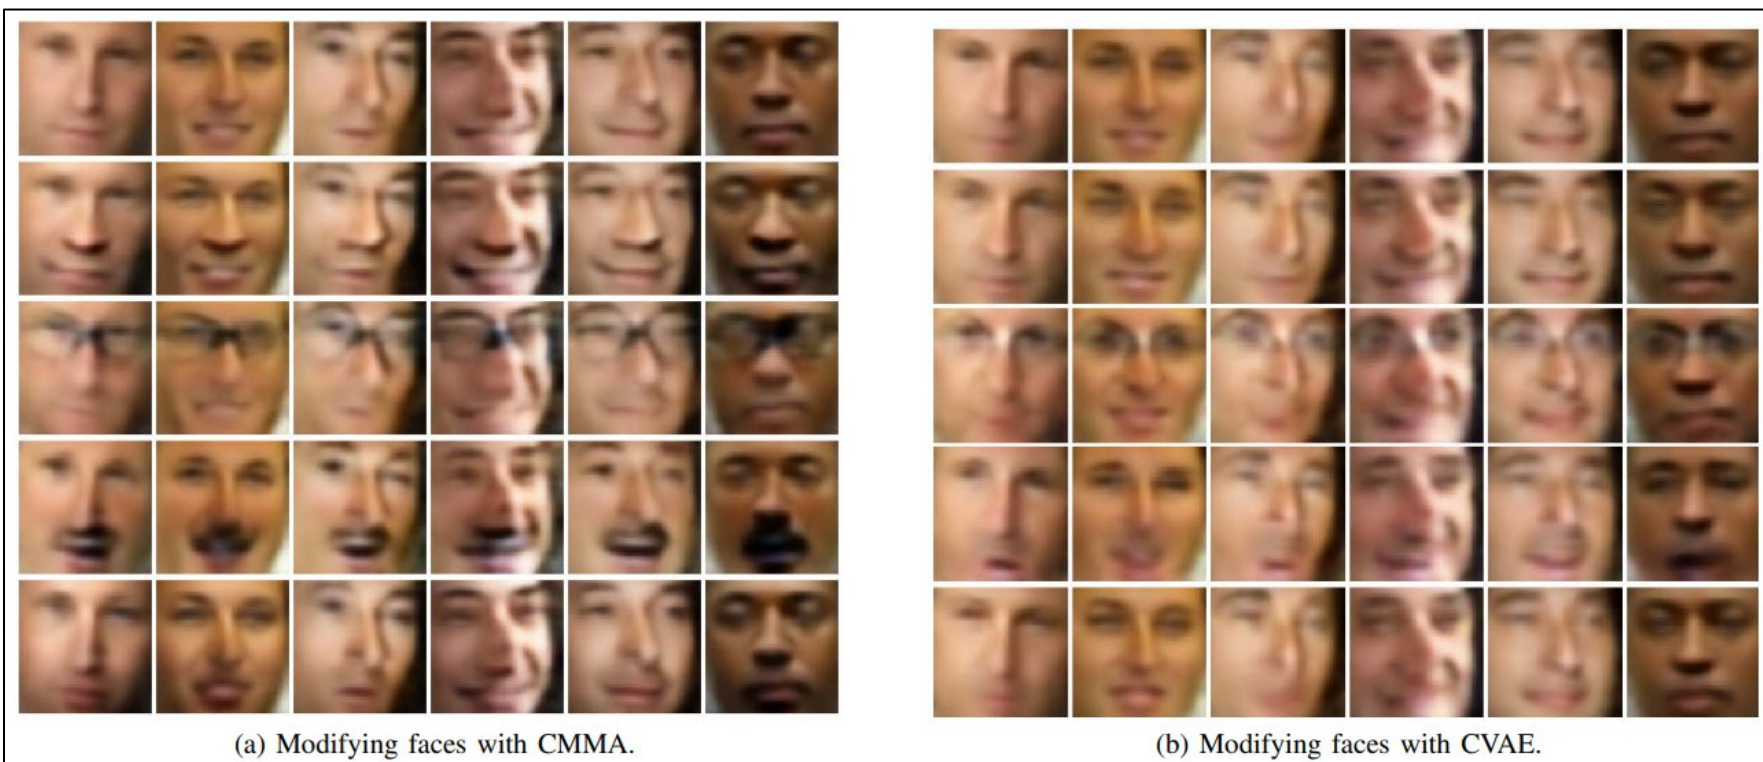 (a) Modifying faces with CMMA.
(b) Modifying faces with CVAE.